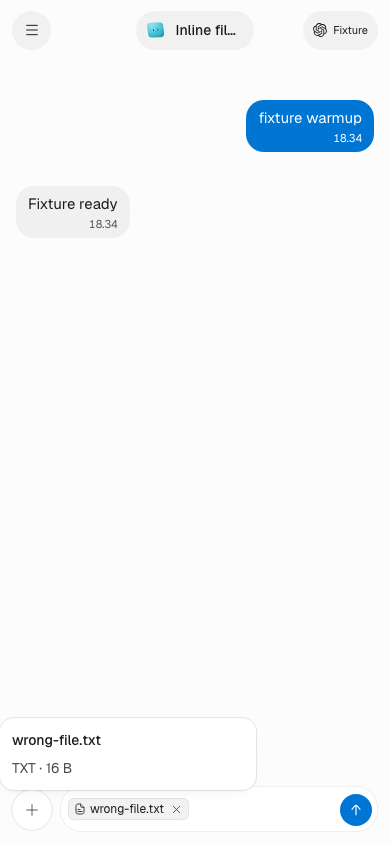 Inline fil...
Fixture
fixture warmup
18.34
Fixture ready
18.34
wrong-file.txt
TXT · 16 B
wrong-file.txt